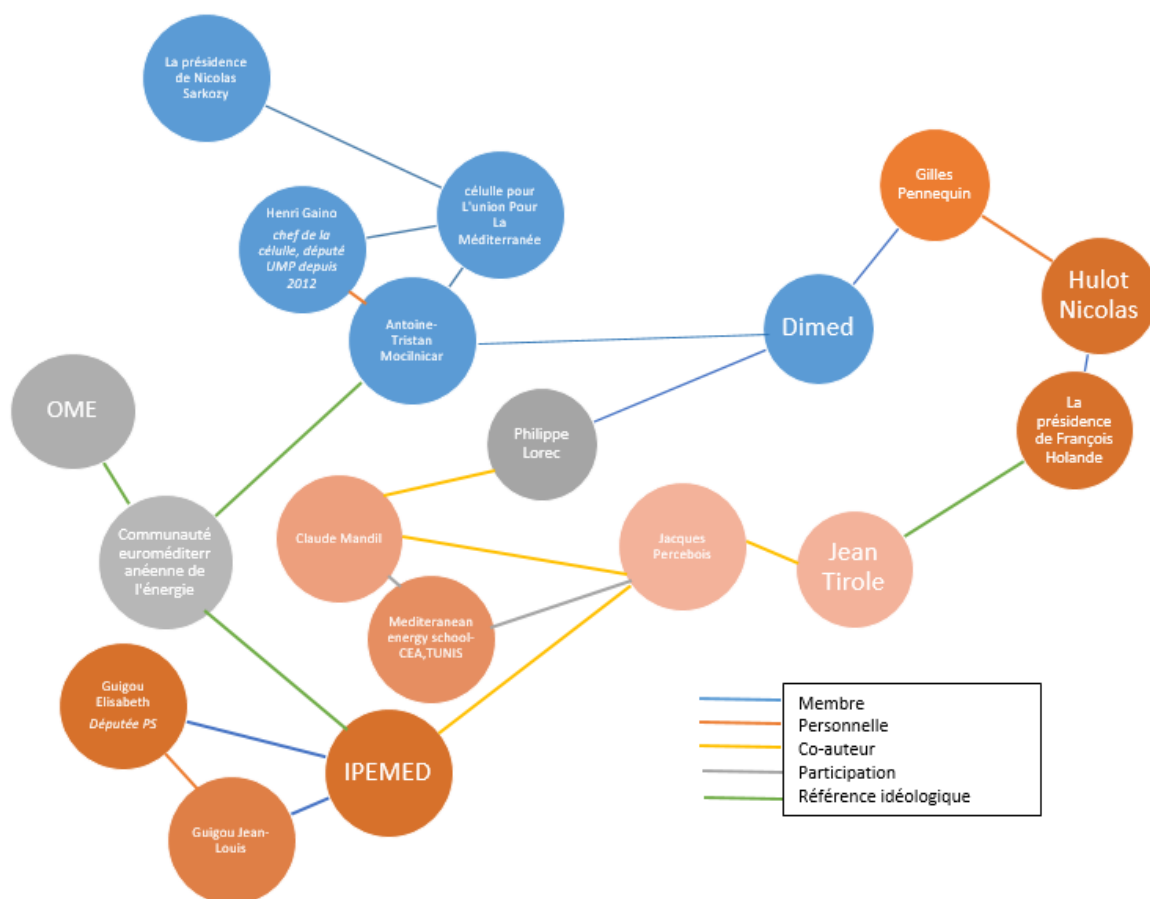 La présidence
de Nicolas
Sarkozy
célulle pour
L'union Pour
La
Méditerranée
Gilles
Pennequin
Henri Gaino
chef de la
célulle, député
UMP depuis
2012
Hulot
Nicolas
Antoine-
Tristan
Mocilnicar
Dimed
OME
Philippe
Lorec
La
présidence
de François
Holande
Communauté
euroméditerr
anéenne de
l'énergie
Claude Mandil
Jacques
Percebois
Jean
Tirole
Mediteranean
energy school-
CEA,TUNIS
Guigou
Elisabeth
Députée PS
IPEMED
Guigou Jean-
Louis
Membre
Personnelle
Co-auteur
Participation
Référence idéologique